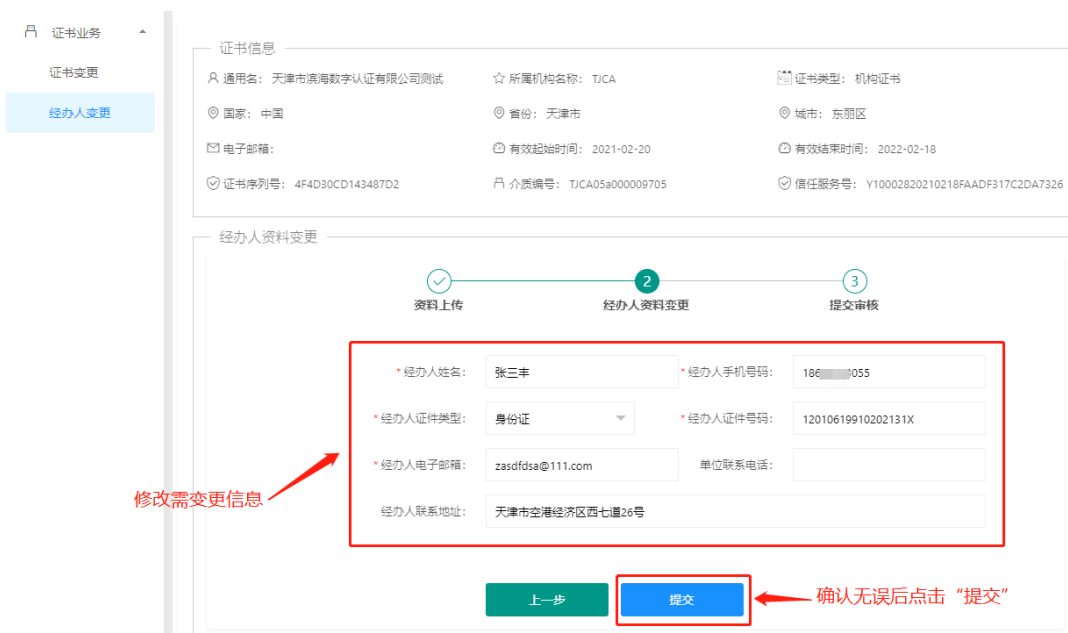 证书业务
证书变更
经办人变更
证书信息
通用名: 天津市滨海数字认证有限公司测试 所属机构名称: TJCA 证书类型: 机构证书
国家: 中国 省份: 天津市 城市: 东丽区
电子邮箱: 有效起始时间: 2021-02-20 有效结束时间: 2022-02-18
证书序列号: 4F4D30CD143487D2 介质编号: TJCA05a000009705 信任服务号: Y10002820210218FAADF317C2DA7326
经办人资料变更
2 3
资料上传 经办人资料变更 提交审核
*经办人姓名: 张三丰 *经办人手机号码: 186 055
*经办人证件类型: 身份证 *经办人证件号码: 12010619910202131X
*经办人电子邮箱: zasdfdsa@111.com 单位联系电话:
修改需变更信息
经办人联系地址: 天津市空港经济区西七道26号
上一步 提交 确认无误后点击“提交”